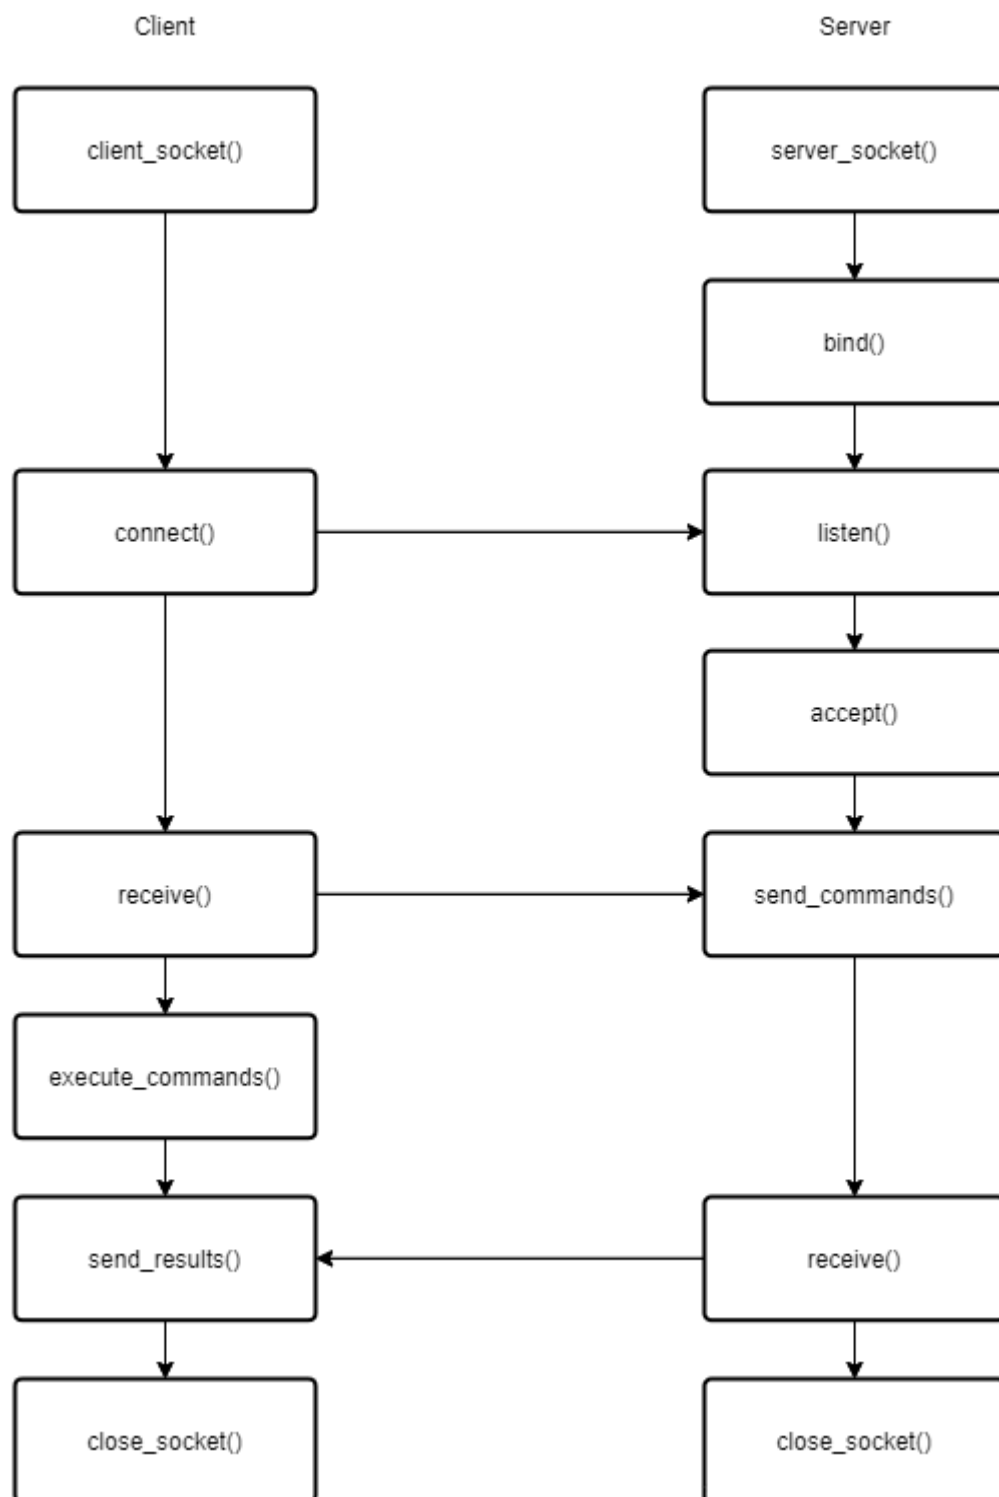 Client
Server
client_socket()
server_socket()
bind()
connect()
listen()
accept()
receive()
send_commands()
execute_commands()
send_results()
receive()
close_socket()
close_socket()